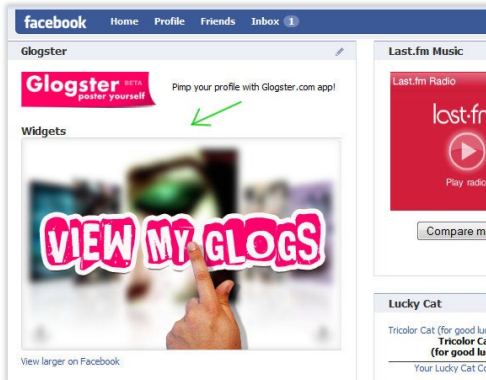 facebook Home Profile Friends Inbox 1
Glogster
Glogster BETA
poster yourself
Pimp your profile with Glogster.com app!
Widgets
VIEW MY GLOGS
View larger on Facebook
Last.fm Music
Last.fm Radio
Play radio
Compare
Lucky Cat
Tricolor Cat (for good
Tricolor
(for good
Your Lucky Cat